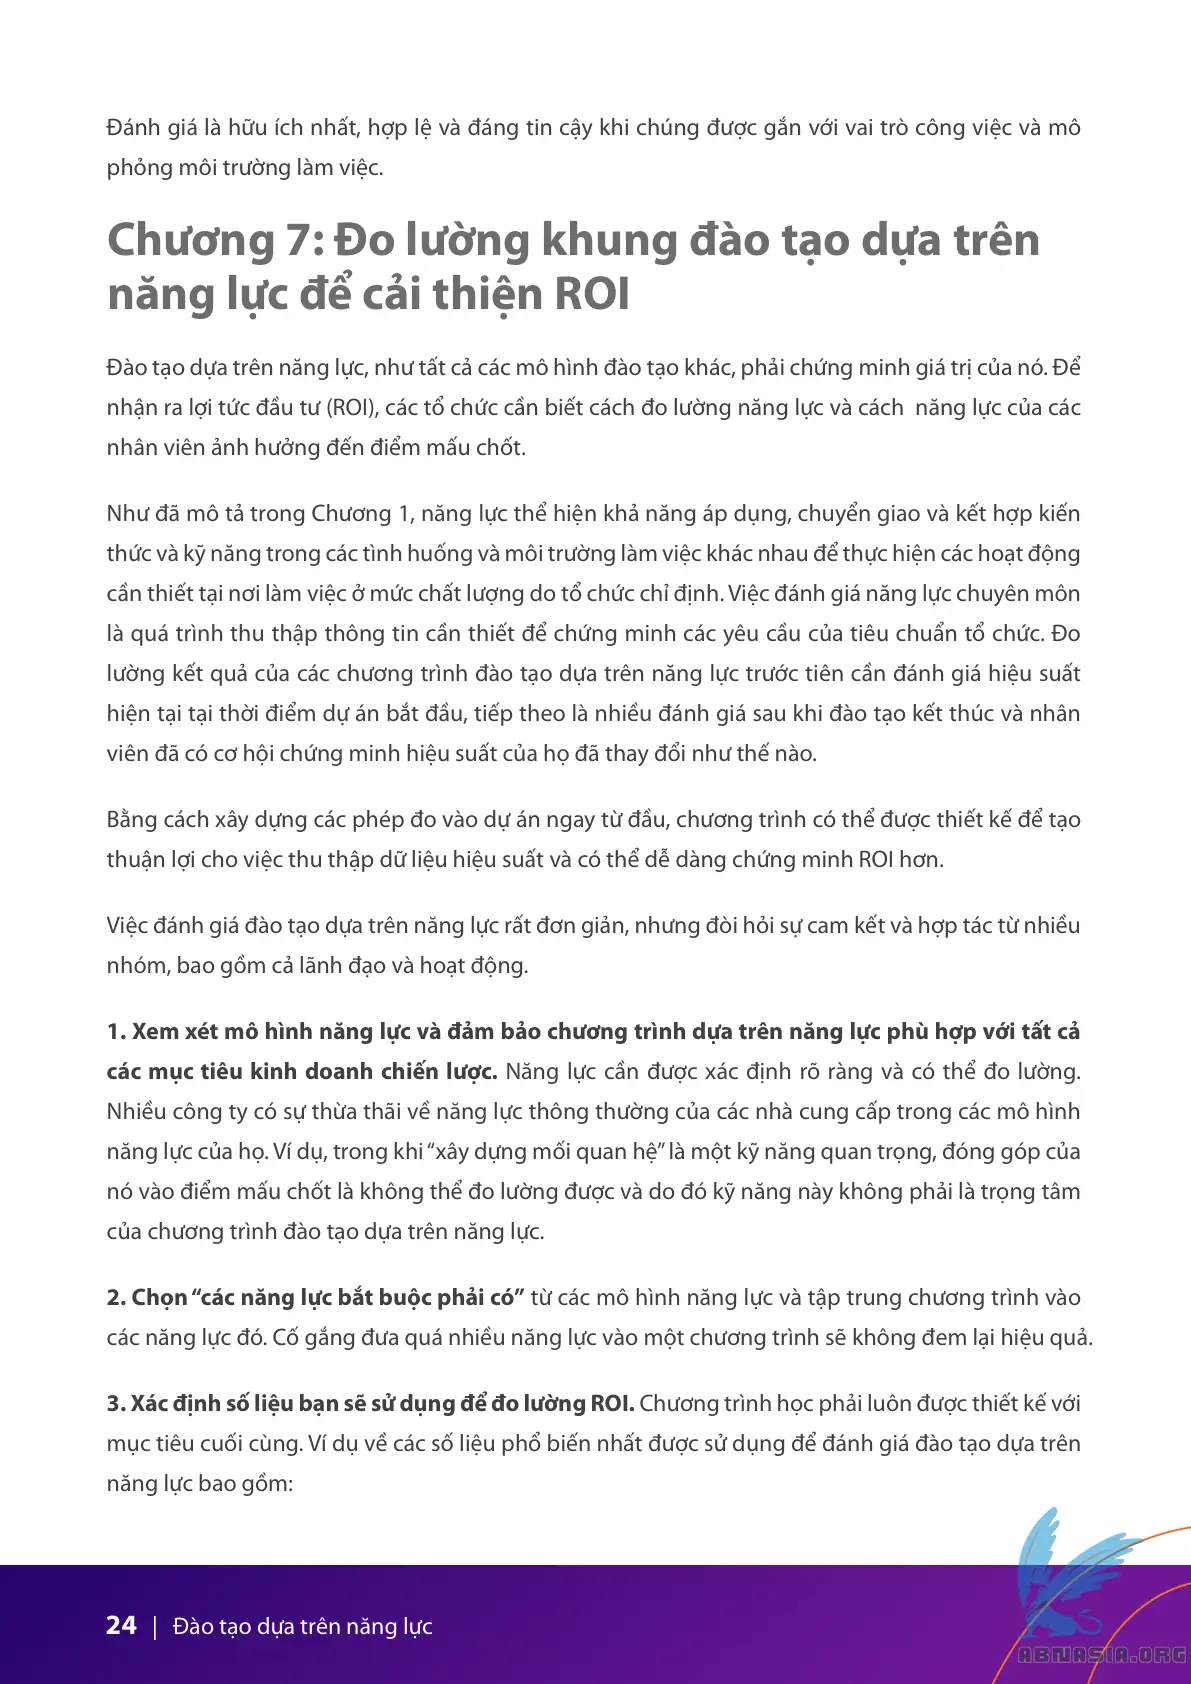 Đánh giá là hữu ích nhất, hợp lệ và đáng tin cậy khi chúng được gắn với vai trò công việc và mô
phỏng môi trường làm việc.
Chương 7: Đo lường khung đào tạo dựa trên
năng lực để cải thiện ROI
Đào tạo dựa trên năng lực, như tất cả các mô hình đào tạo khác, phải chứng minh giá trị của nó. Để
nhận ra lợi tức đầu tư (ROI), các tổ chức cần biết cách đo lường năng lực và cách năng lực của các
nhân viên ảnh hưởng đến điểm mấu chốt.
Như đã mô tả trong Chương 1, năng lực thể hiện khả năng áp dụng, chuyển giao và kết hợp kiến
thức và kỹ năng trong các tình huống và môi trường làm việc khác nhau để thực hiện các hoạt động
cần thiết tại nơi làm việc ở mức chất lượng do tổ chức chỉ định. Việc đánh giá năng lực chuyên môn
là quá trình thu thập thông tin cần thiết để chứng minh các yêu cầu của tiêu chuẩn tổ chức. Đo
lường kết quả của các chương trình đào tạo dựa trên năng lực trước tiên cần đánh giá hiệu suất
hiện tại tại thời điểm dự án bắt đầu, tiếp theo là nhiều đánh giá sau khi đào tạo kết thúc và nhân
viên đã có cơ hội chứng minh hiệu suất của họ đã thay đổi như thế nào.
Bằng cách xây dựng các phép đo vào dự án ngay từ đầu, chương trình có thể được thiết kế để tạo
thuận lợi cho việc thu thập dữ liệu hiệu suất và có thể dễ dàng chứng minh ROI hơn.
Việc đánh giá đào tạo dựa trên năng lực rất đơn giản, nhưng đòi hỏi sự cam kết và hợp tác từ nhiều
nhóm, bao gồm cả lãnh đạo và hoạt động.
1. Xem xét mô hình năng lực và đảm bảo chương trình dựa trên năng lực phù hợp với tất cả
các mục tiêu kinh doanh chiến lược. Năng lực cần được xác định rõ ràng và có thể đo lường.
Nhiều công ty có sự thừa thãi về năng lực thông thường của các nhà cung cấp trong các mô hình
năng lực của họ. Ví dụ, trong khi “xây dựng mối quan hệ” là một kỹ năng quan trọng, đóng góp của
nó vào điểm mấu chốt là không thể đo lường được và do đó kỹ năng này không phải là trọng tâm
của chương trình đào tạo dựa trên năng lực.
2. Chọn “các năng lực bắt buộc phải có” từ các mô hình năng lực và tập trung chương trình vào
các năng lực đó. Cố gắng đưa quá nhiều năng lực vào một chương trình sẽ không đem lại hiệu quả.
3. Xác định số liệu bạn sẽ sử dụng để đo lường ROI. Chương trình học phải luôn được thiết kế với
mục tiêu cuối cùng. Ví dụ về các số liệu phổ biến nhất được sử dụng để đánh giá đào tạo dựa trên
năng lực bao gồm:
24 | Đào tạo dựa trên năng lực
ABNASIA.ORG